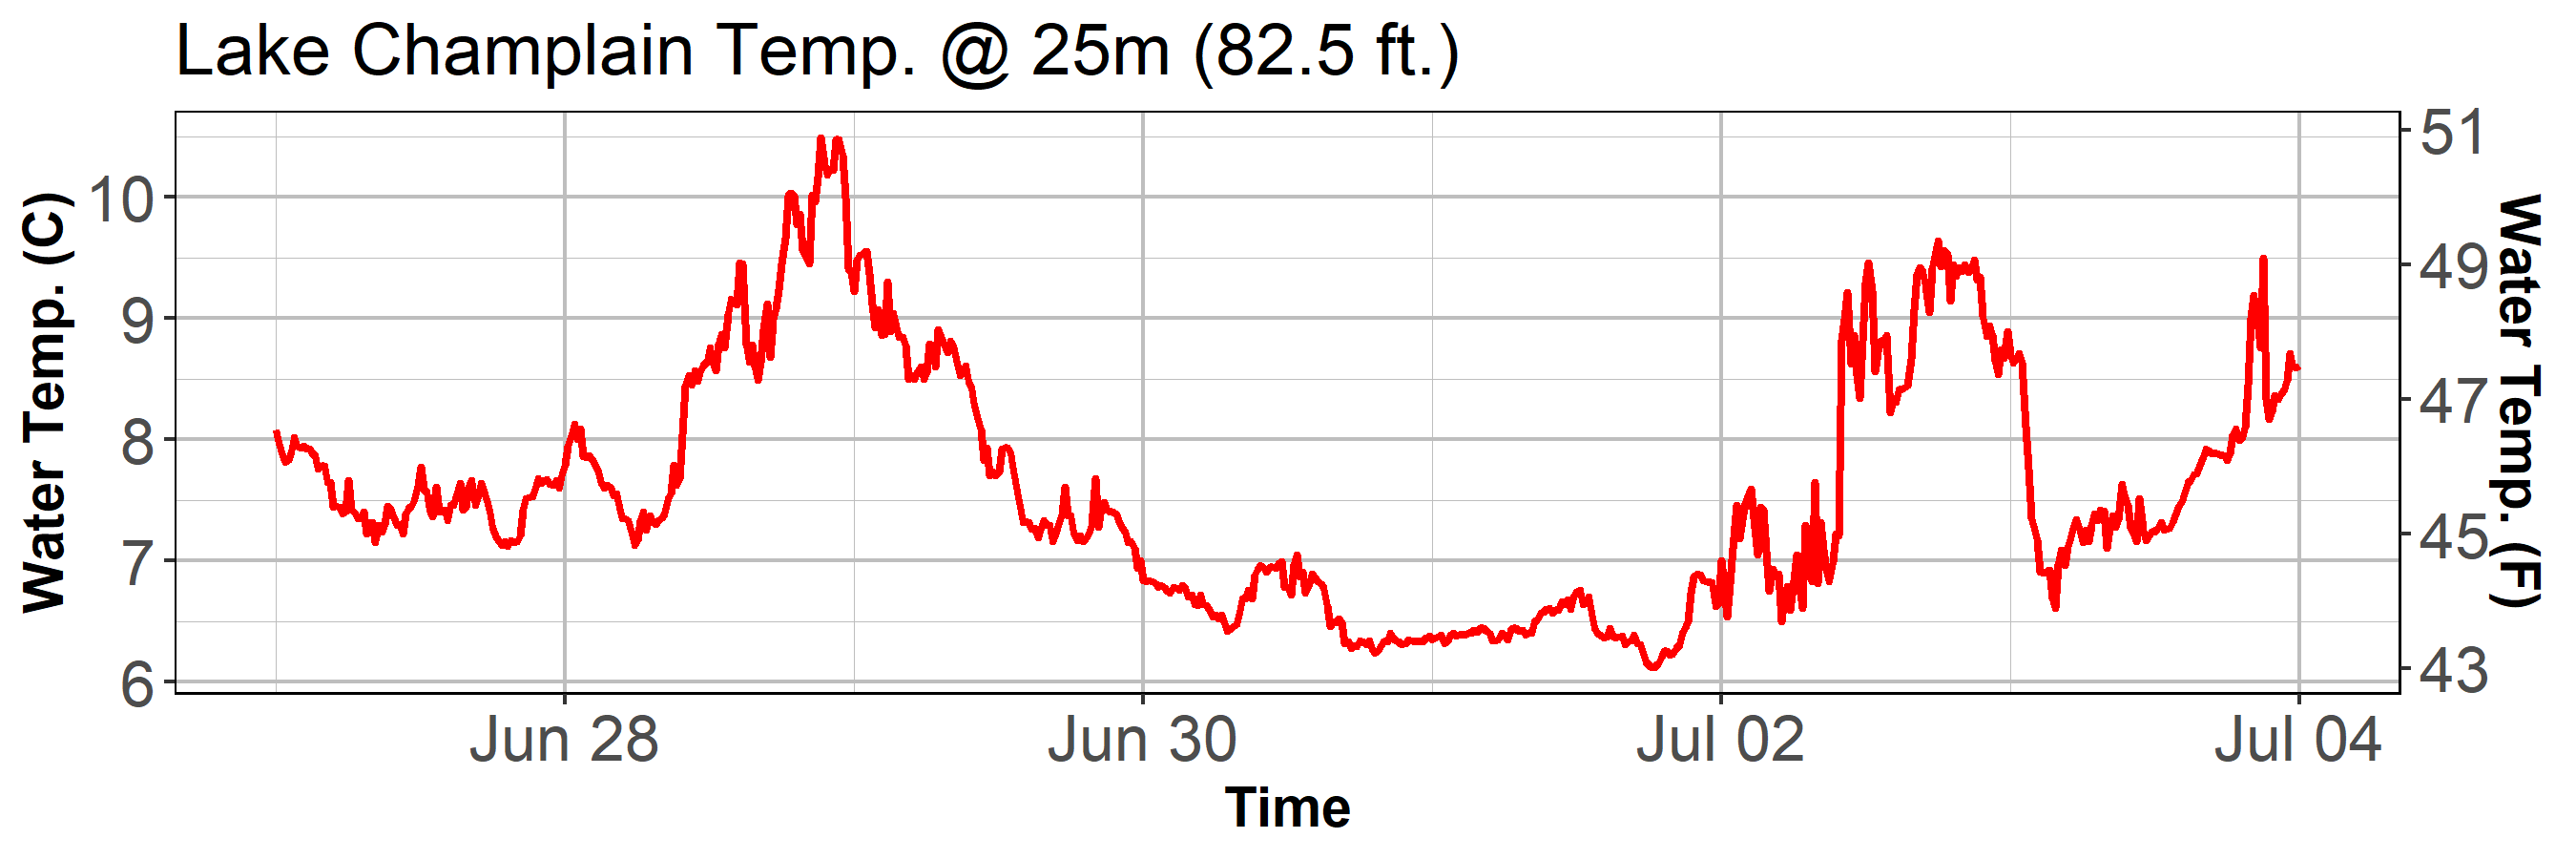 Lake Champlain Temp. @ 25m (82.5 ft.)
Water Temp. (C)
10
9
8
7
6
51
49
47
45
43
Water Temp. (F)
Jun 28 Jun 30 Jul 02 Jul 04
Time